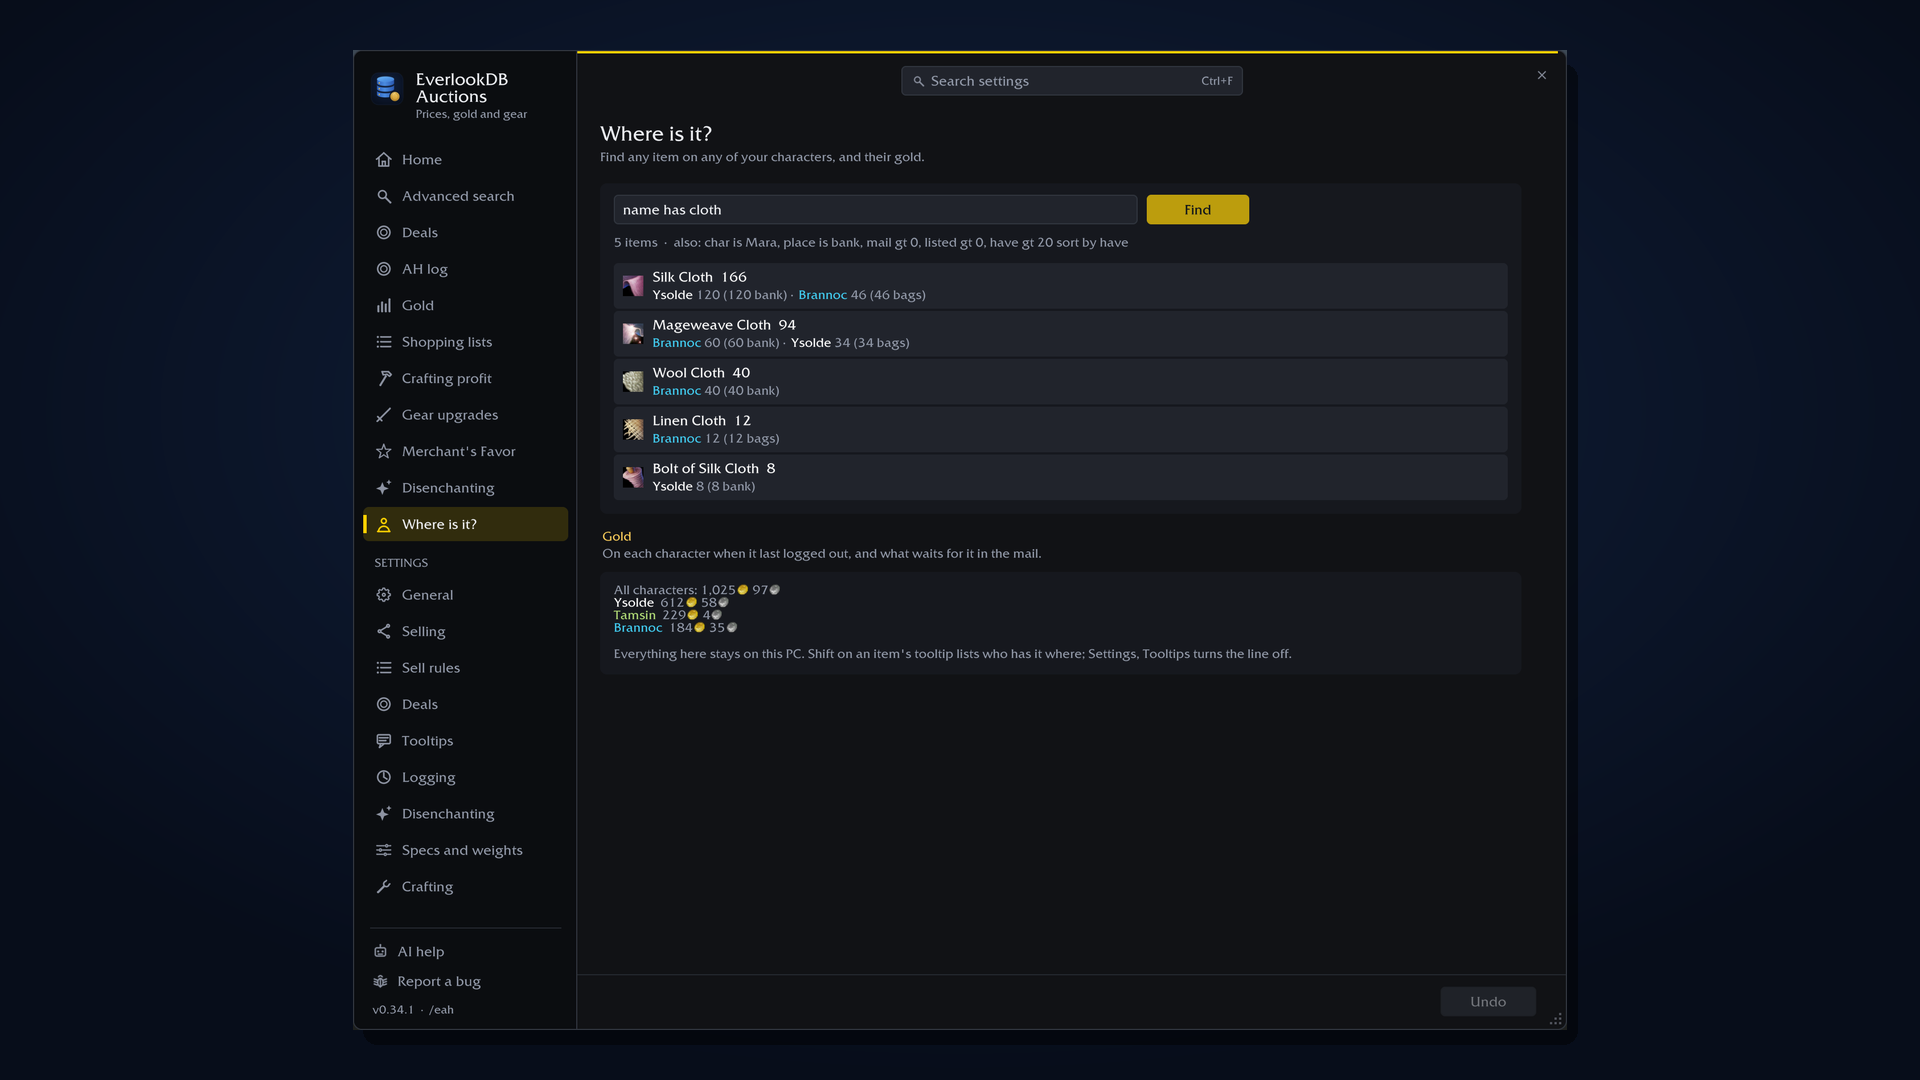 EverlookDB
Auctions
Prices, gold and gear
Home
Advanced search
Deals
AH log
Gold
Shopping lists
Crafting profit
Gear upgrades
Merchant's Favor
Disenchanting
Where is it?
SETTINGS
General
Selling
Sell rules
Deals
Tooltips
Logging
Disenchanting
Specs and weights
Crafting
AI help
Report a bug
v0.34.1 · /eah
Search settings Ctrl+F
Where is it?
Find any item on any of your characters, and their gold.
name has cloth
Find
5 items · also: char is Mara, place is bank, mail gt 0, listed gt 0, have gt 20 sort by have
Silk Cloth 166
Ysolde 120 (120 bank) · Brannoc 46 (46 bags)
Mageweave Cloth 94
Brannoc 60 (60 bank) · Ysolde 34 (34 bags)
Wool Cloth 40
Brannoc 40 (40 bank)
Linen Cloth 12
Brannoc 12 (12 bags)
Bolt of Silk Cloth 8
Ysolde 8 (8 bank)
Gold
On each character when it last logged out, and what waits for it in the mail.
All characters: 1,025 97
Ysolde 612 58
Tamsin 229 4
Brannoc 184 35
Everything here stays on this PC. Shift on an item's tooltip lists who has it where; Settings, Tooltips turns the line off.
Undo